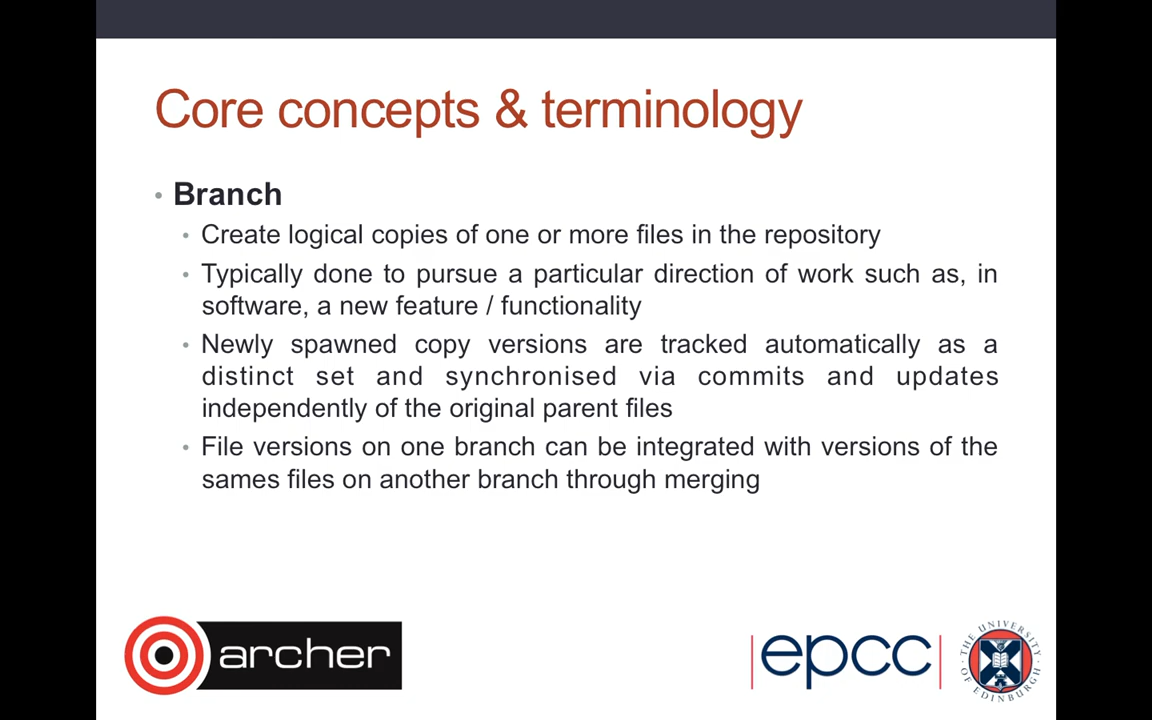 Core concepts & terminology
• Branch
• Create logical copies of one or more files in the repository
• Typically done to pursue a particular direction of work such as, in
software, a new feature / functionality
• Newly spawned copy versions are tracked automatically as a
distinct set and synchronised via commits and updates
independently of the original parent files
• File versions on one branch can be integrated with versions of the
sames files on another branch through merging
archer
epcc
THE UNIVERSITY
OF EDINBURGH